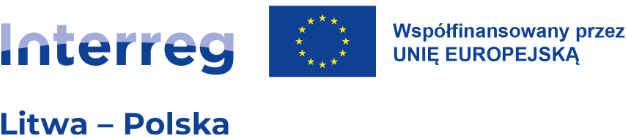 Interreg
Współfinansowany przez
UNIĘ EUROPEJSKĄ
Litwa – Polska